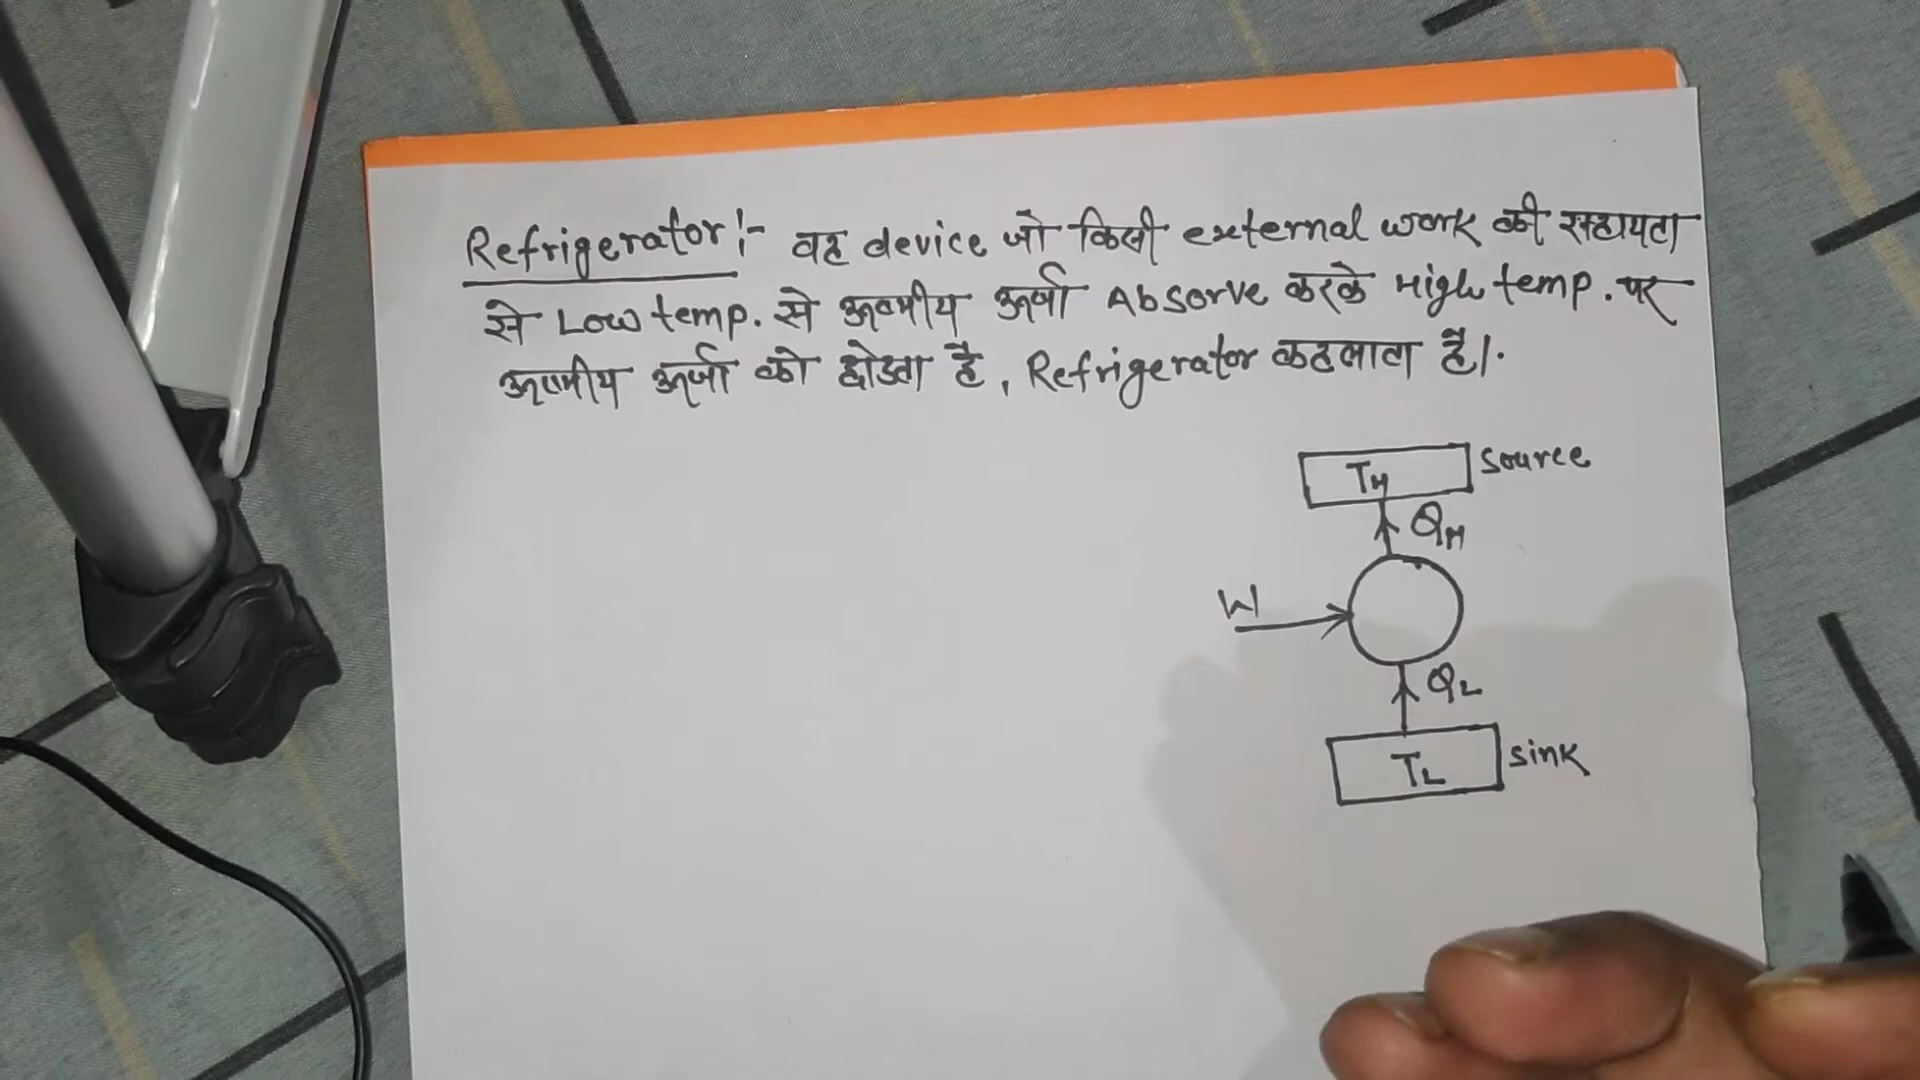 Refrigerator :- वह device जो किसी external work की सहायता
से Low temp. से ऊष्मीय ऊर्जा Absorve करके High temp. पर
ऊष्मीय ऊर्जा को छोडता है, Refrigerator कहलाता है।
TH source
QH
W
QL
TL sink